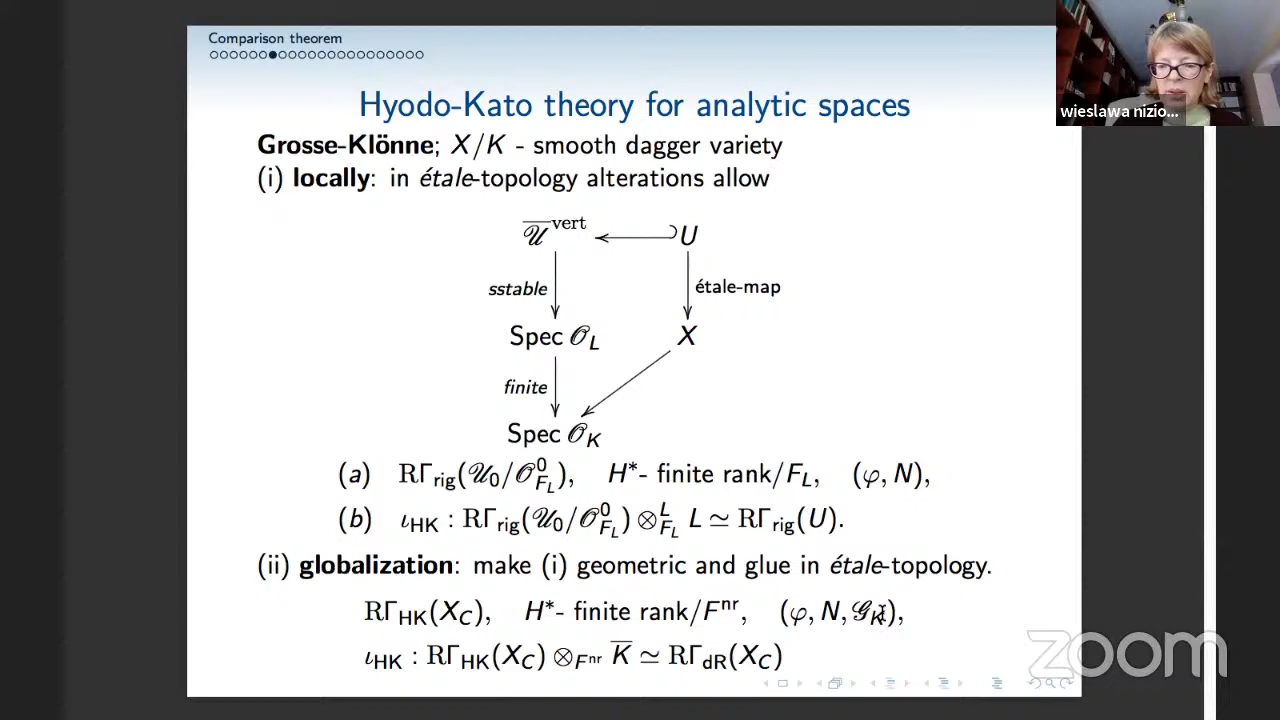 Comparison theorem
Hyodo-Kato theory for analytic spaces
wieslawa nizio...
Grosse-Klönne; X/K - smooth dagger variety
(i) locally: in étale-topology alterations allow
𝒰̅^vert U
sstable étale-map
Spec 𝒪_L X
finite
Spec 𝒪_K
(a) RΓ_rig(𝒰_0/𝒪^0_{F_L}), H*- finite rank/F_L, (φ, N),
(b) ι_HK : RΓ_rig(𝒰_0/𝒪^0_{F_L}) ⊗^L_{F_L} L ≃ RΓ_rig(U).
(ii) globalization: make (i) geometric and glue in étale-topology.
RΓ_HK(X_C), H*- finite rank/F^nr, (φ, N, 𝒢_K),
ι_HK : RΓ_HK(X_C) ⊗_{F^nr} K̅ ≃ RΓ_dR(X_C)
zoom